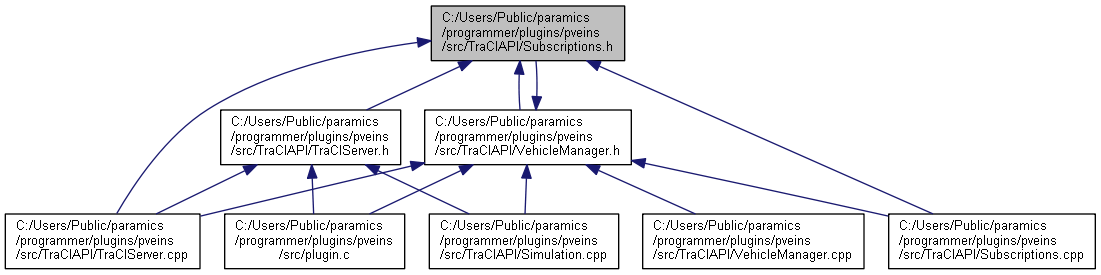 C:/Users/Public/paramics
/programmer/plugins/pveins
/src/TraCIAPI/Subscriptions.h
C:/Users/Public/paramics
/programmer/plugins/pveins
/src/TraCIAPI/TraCIServer.h
C:/Users/Public/paramics
/programmer/plugins/pveins
/src/TraCIAPI/VehicleManager.h
C:/Users/Public/paramics
/programmer/plugins/pveins
/src/TraCIAPI/TraCIServer.cpp
C:/Users/Public/paramics
/programmer/plugins/pveins
/src/plugin.c
C:/Users/Public/paramics
/programmer/plugins/pveins
/src/TraCIAPI/Simulation.cpp
C:/Users/Public/paramics
/programmer/plugins/pveins
/src/TraCIAPI/VehicleManager.cpp
C:/Users/Public/paramics
/programmer/plugins/pveins
/src/TraCIAPI/Subscriptions.cpp